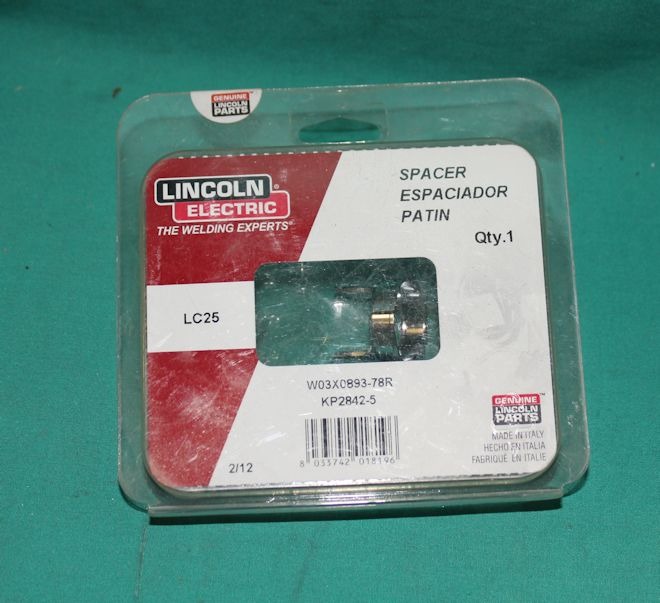 GENUINE
LINCOLN
PARTS
LINCOLN®
ELECTRIC
THE WELDING EXPERTS®
SPACER
ESPACIADOR
PATIN
Qty.1
LC25
W03X0893-78R
KP2842-5
8 033742 018196
2/12
GENUINE
LINCOLN
PARTS
MADE IN ITALY
HECHO EN ITALIA
FABRIQUÉ EN ITALIE